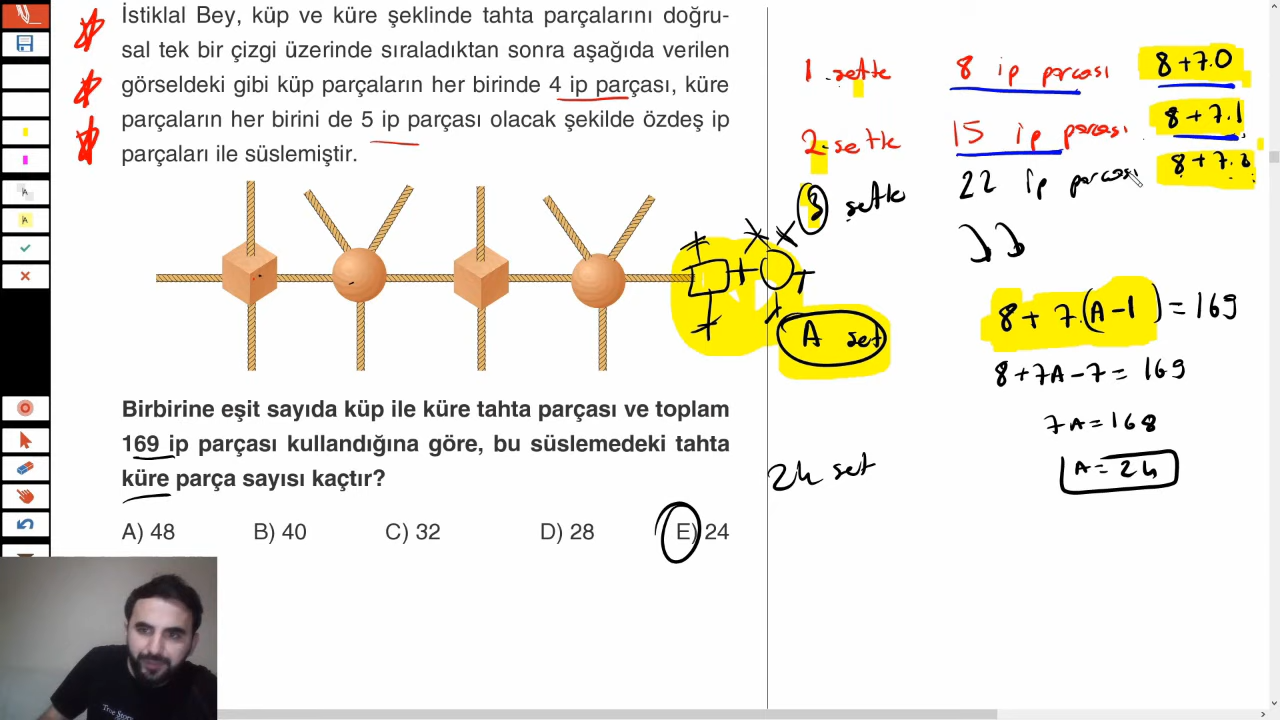 İstiklal Bey, küp ve küre şeklinde tahta parçalarını doğru-
sal tek bir çizgi üzerinde sıraladıktan sonra aşağıda verilen
görseldeki gibi küp parçaların her birinde 4 ip parçası, küre
parçaların her birini de 5 ip parçası olacak şekilde özdeş ip
parçaları ile süslemiştir.
Birbirine eşit sayıda küp ile küre tahta parçası ve toplam
169 ip parçası kullandığına göre, bu süslemedeki tahta
küre parça sayısı kaçtır?
A) 48 B) 40 C) 32 D) 28 E) 24
1. sette 8 ip parçası 8+7.0
2. sette 15 ip parçası 8+7.1
3 sette 22 ip parçası 8+7.2
A set
8+7.(A-1)=169
8+7A-7=169
7A=168
A=24
24 set